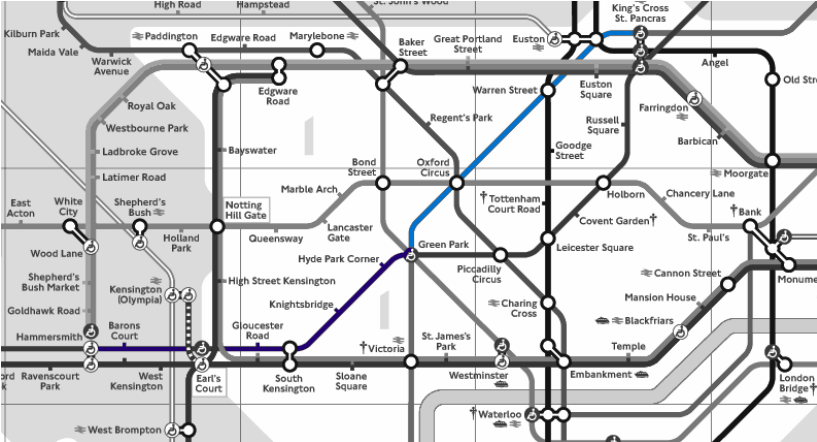 High Road
Hampstead
St. John's Wood
King's Cross
St. Pancras
Kilburn Park
Paddington
Edgware Road
Marylebone
Euston
Maida Vale
Warwick
Avenue
Baker
Street
Great Portland
Street
Angel
Edgware
Road
Warren Street
Euston
Square
Old Str
Royal Oak
Farringdon
Westbourne Park
Regent's Park
Russell
Square
Barbican
Ladbroke Grove
Bayswater
Goodge
Street
Bond
Street
Oxford
Circus
Moorgate
Latimer Road
Marble Arch
Holborn
Chancery Lane
East
Acton
White
City
Shepherd's
Bush
Notting
Hill Gate
Tottenham
Court Road
Bank
Covent Garden
Lancaster
Gate
Holland
Park
Queensway
St. Paul's
Wood Lane
Green Park
Leicester Square
Hyde Park Corner
Piccadilly
Circus
Cannon Street
Monume
Shepherd's
Bush Market
Kensington
(Olympia)
High Street Kensington
Mansion House
Knightsbridge
Charing
Cross
Goldhawk Road
Blackfriars
Hammersmith
Barons
Court
Gloucester
Road
Victoria
St. James's
Park
Temple
ord
k
Ravenscourt
Park
West
Kensington
Earl's
Court
South
Kensington
Sloane
Square
Westminster
Embankment
London
Bridge
West Brompton
Waterloo